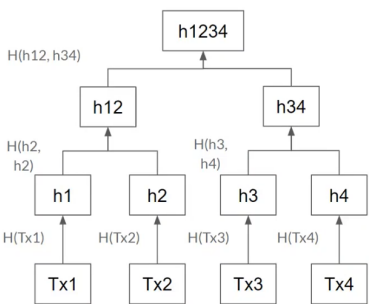 h1234
H(h12, h34)
h12
h34
H(h2,
h2)
H(h3,
h4)
h1
h2
h3
h4
H(Tx1)
H(Tx2)
H(Tx3)
H(Tx4)
Tx1
Tx2
Tx3
Tx4